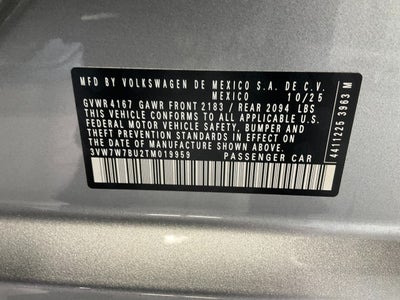 MFD BY VOLKSWAGEN DE MEXICO S.A. DE C.V.
MEXICO 10/25
GVWR 4167 GAWR FRONT 2183 / REAR 2094 LBS
THIS VEHICLE CONFORMS TO ALL APPLICABLE U.S.
FEDERAL MOTOR VEHICLE SAFETY, BUMPER AND
THEFT PREVENTION STANDARDS IN EFFECT ON
THE DATE OF MANUFACTURE SHOWN ABOVE.
3VW7W7BU2TM019959 PASSENGER CAR
4411225 3963 M